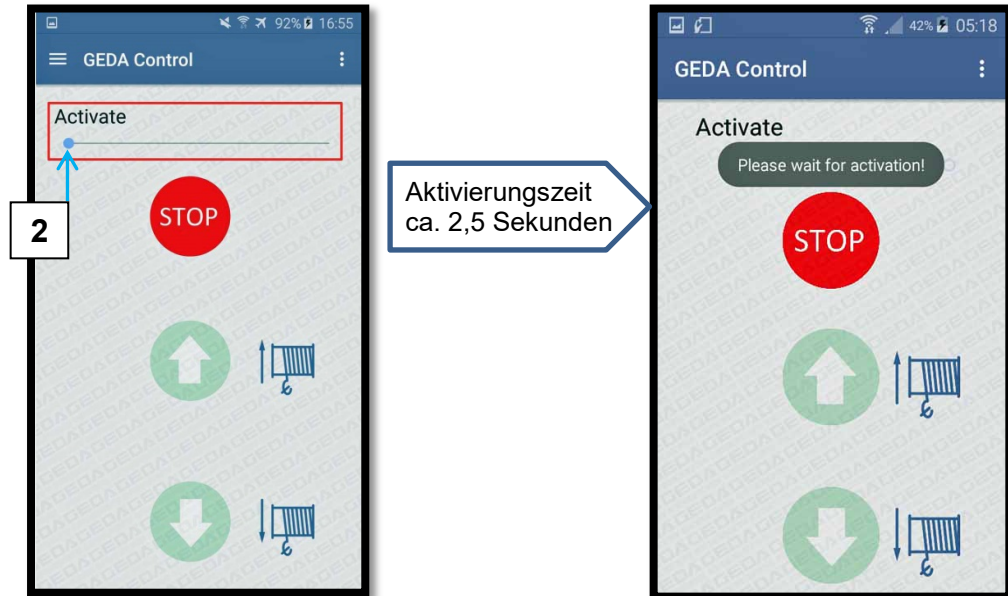 92% 16:55
GEDA Control
Activate
2
STOP
Aktivierungszeit
ca. 2,5 Sekunden
42% 05:18
GEDA Control
Activate
Please wait for activation!
STOP